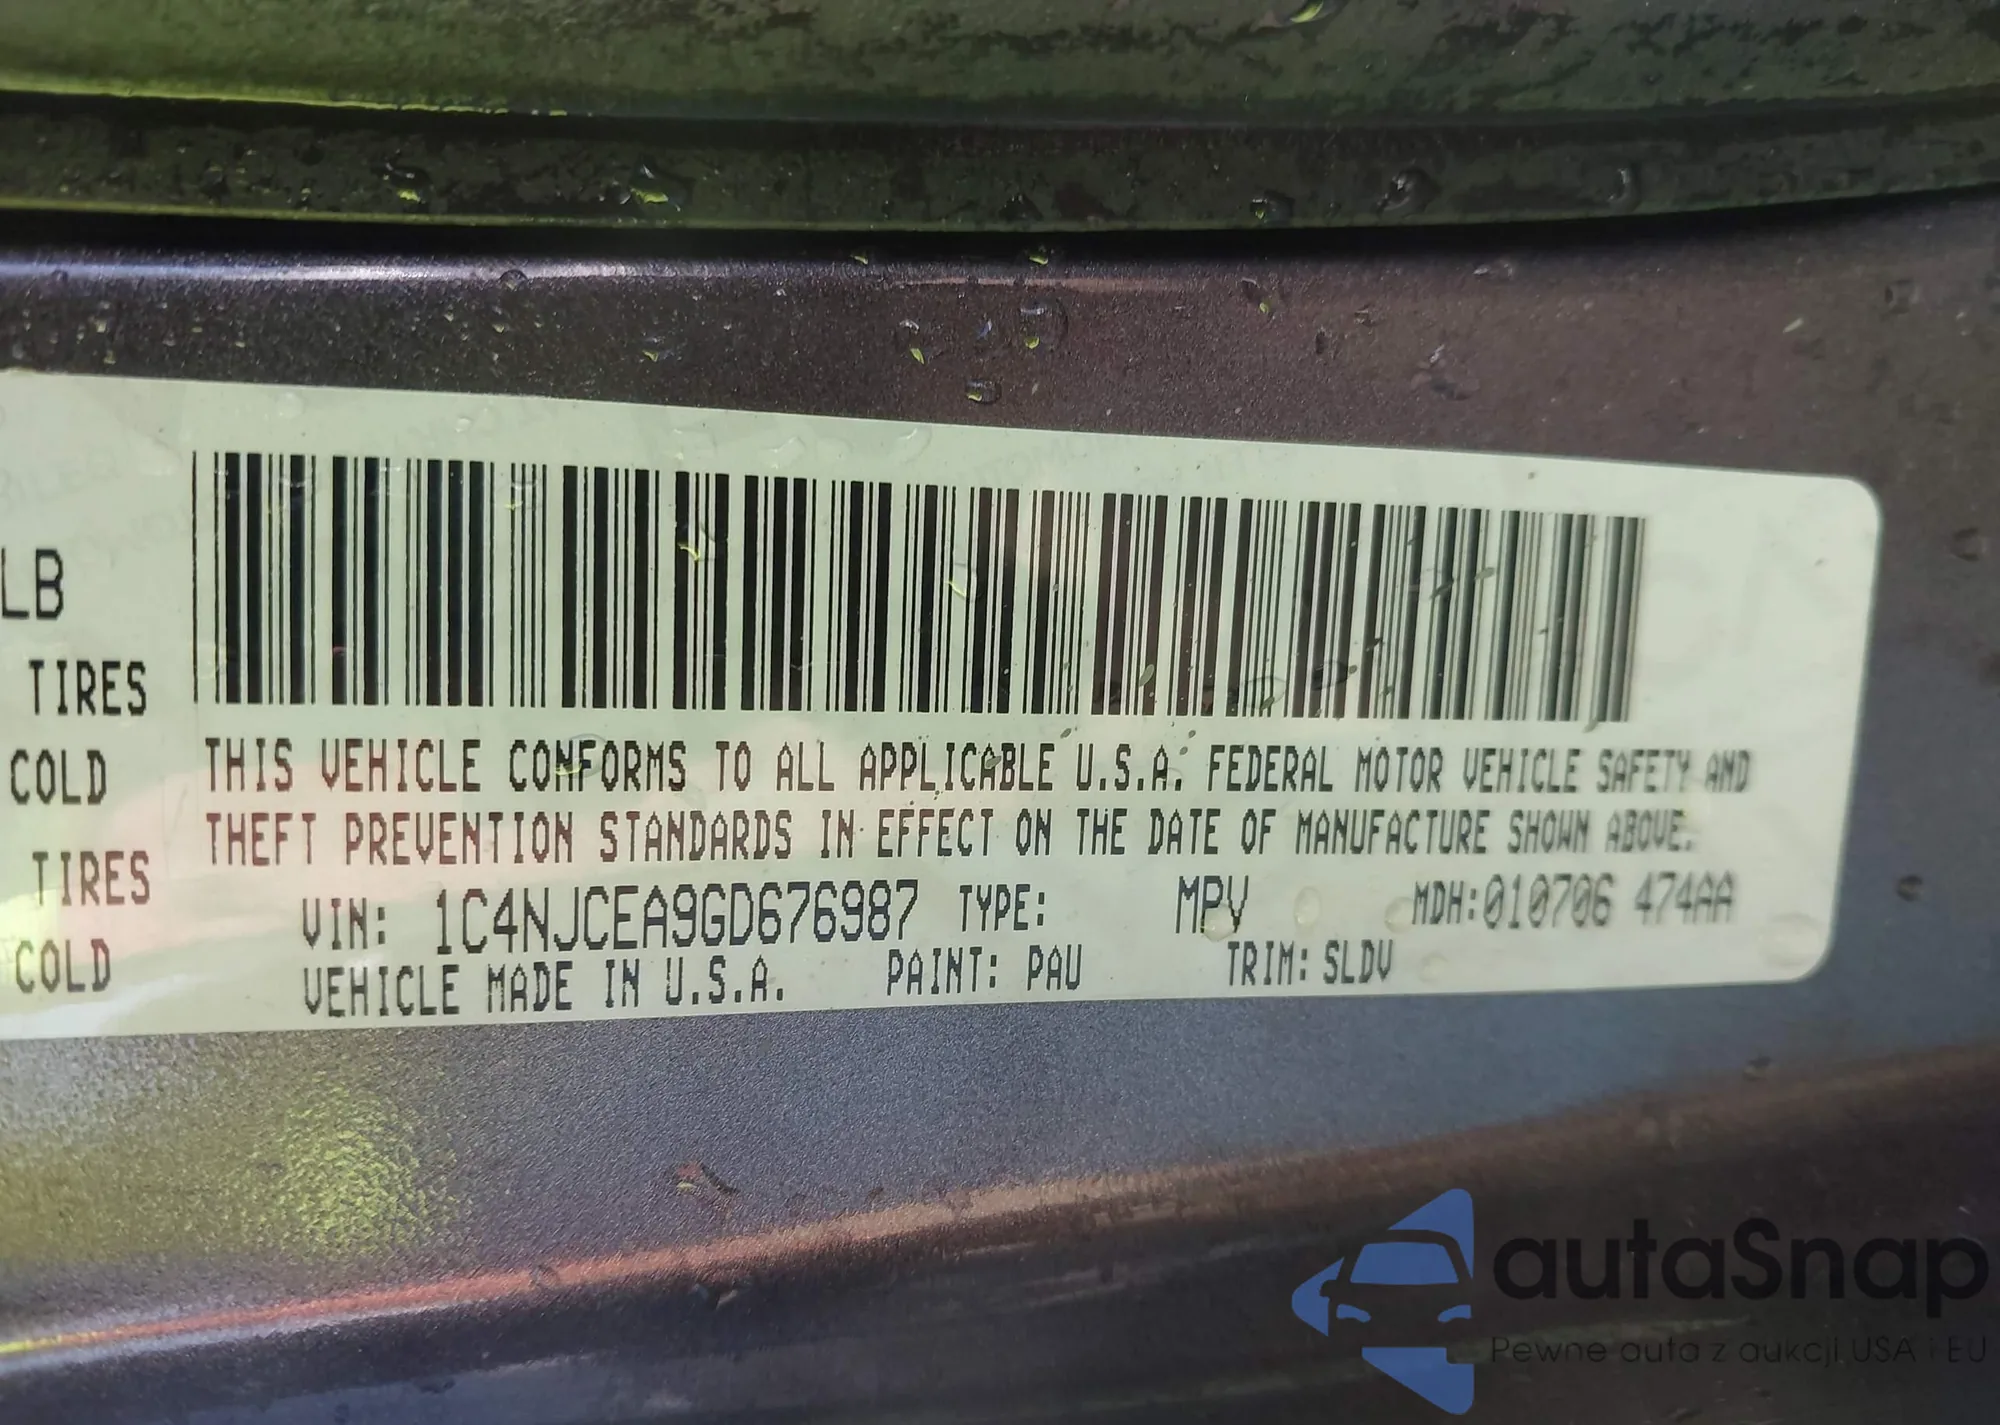 LB
TIRES
COLD
TIRES
COLD
THIS VEHICLE CONFORMS TO ALL APPLICABLE U.S.A. FEDERAL MOTOR VEHICLE SAFETY AND
THEFT PREVENTION STANDARDS IN EFFECT ON THE DATE OF MANUFACTURE SHOWN ABOVE.
VIN: 1C4NJCEA9GD676987 TYPE: MPV MDH:010706 474AA
VEHICLE MADE IN U.S.A. PAINT: PAU TRIM: SLDV
autaSnap
Pewne auta z aukcji USA i EU